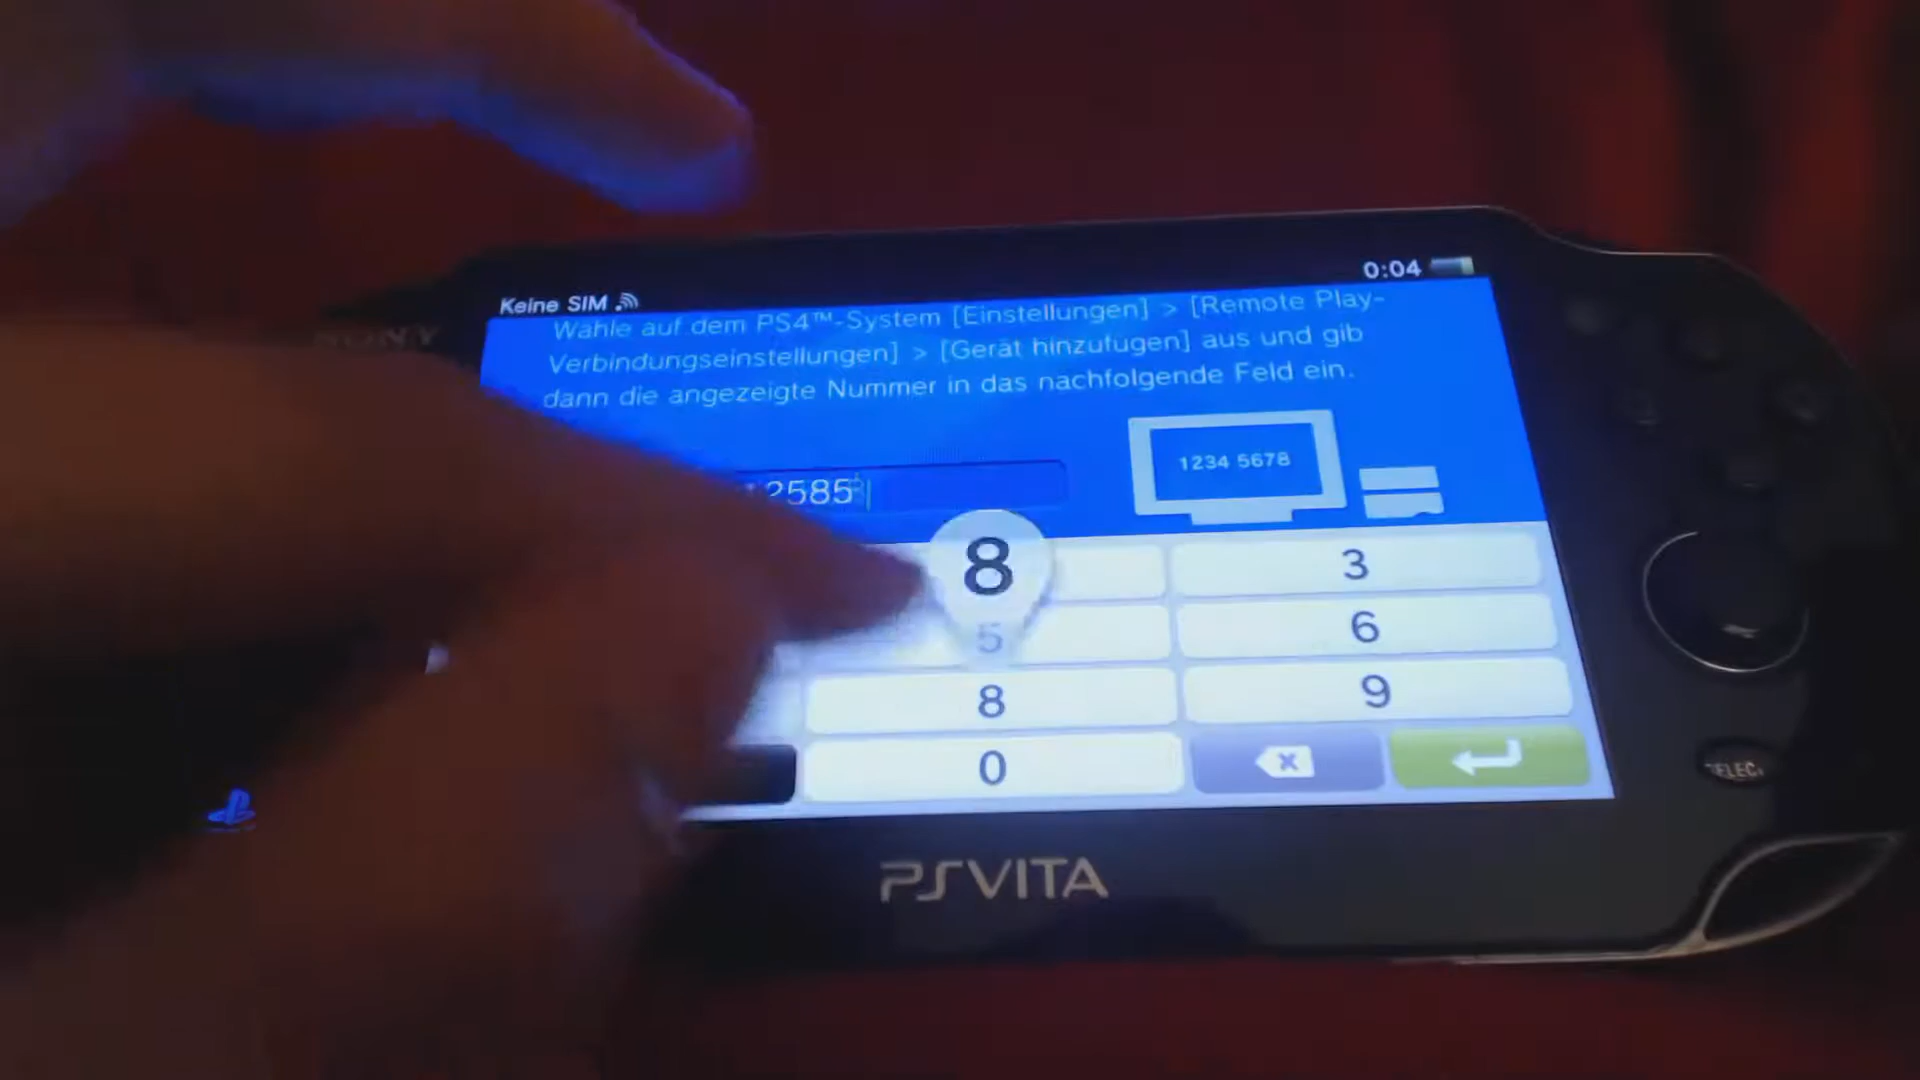 0:04
Keine SIM
Wähle auf dem PS4™-System [Einstellungen] > [Remote Play-
Verbindungseinstellungen] > [Gerät hinzufügen] aus und gib
dann die angezeigte Nummer in das nachfolgende Feld ein.
1234 5678
2585
8
3
5
6
8
9
0
SONY
SELECT
PSVITA